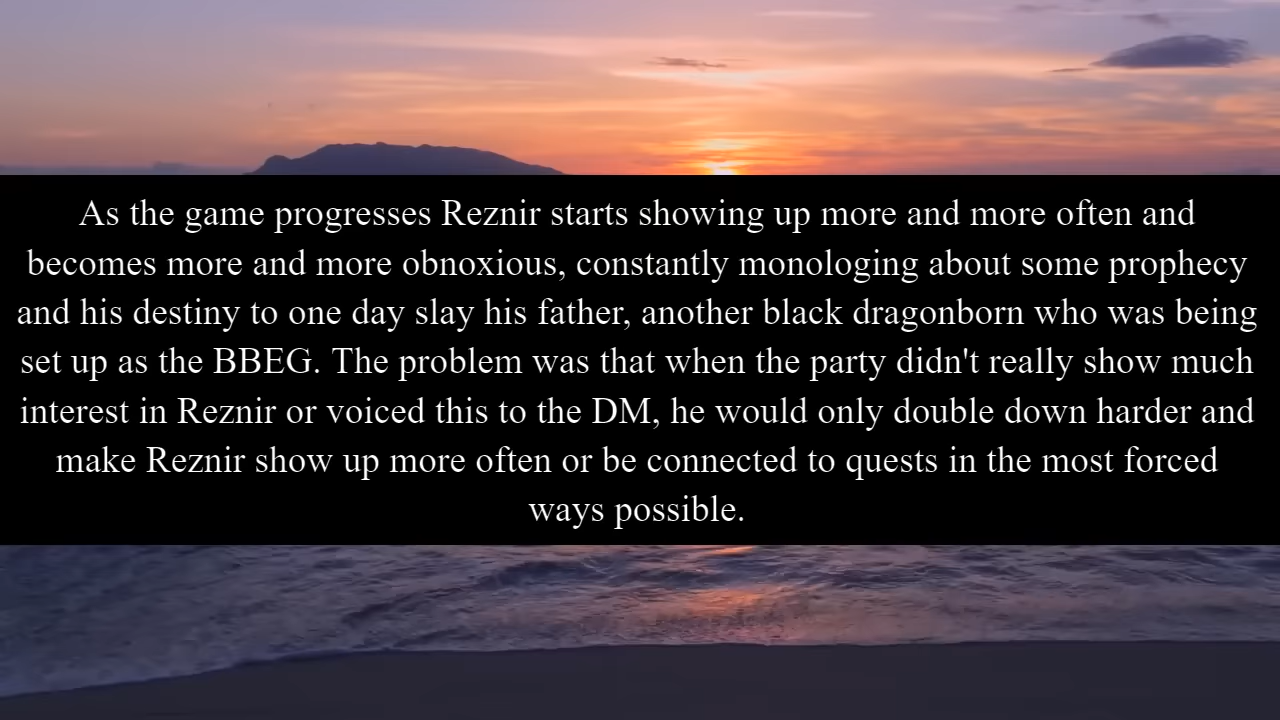 As the game progresses Reznir starts showing up more and more often and
becomes more and more obnoxious, constantly monologing about some prophecy
and his destiny to one day slay his father, another black dragonborn who was being
set up as the BBEG. The problem was that when the party didn't really show much
interest in Reznir or voiced this to the DM, he would only double down harder and
make Reznir show up more often or be connected to quests in the most forced
ways possible.